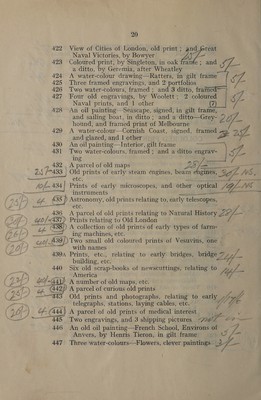 29
422 View of Cities of London, old print; and Great
Naval Victories, by Bowyer
423 Coloured print, by Singleton, in oak frame; and
a ditto, by Geremia, after Wheatley
424 A water-colour drawing—Ratters, in gilt frame
425 Three framed engravings, and 2 portfolios
426 Two water-colours, framed; and 3 ditto, framed
427 Four old engravings, by Woolett: 2 coloured
Naval prints, and 1 other (7)
428 An oil painting—Seascape, signed, in gilt frame,
and sailing boat, in ditto; and a ditto—Greyhound, and framed print of Melbourne
429 A water-colour—Cornish Coast, signed, framed
and glazed, and 1 other
430 An oil painting—Interior, gilt frame
431 Two water-colours, framed; and a ditto engraving
432 A parcel of old maps 25/-
433 Old prints of early steam engines, beam engines,
etc.
434 Prints of early microscopes, and other optical
instruments
435 Astronomy, old prints relating to, early telescopes,
etc.
A parcel of old prints relating to Natural History
437 Prints relating to Old London
438 A collection of old prints of early types of farming machines, etc.
439 Two small old coloured prints of Vesuvius, one
with names
439A Prints, etc., relating to early bridges, bridge
building, etc.
440 Six old scrap-books of newscuttings, relating to
America
441 A number of old maps, etc.
442 A parcel of curious old prints
443 Old prints and photographs, relating to early
telegraphs, stations, laying cables, etc.
444 A parcel of old prints of medical interest
445 Two engravings, and 3 shipping pictures
446 An old oil painting—French School, Environs of
Anvers, by Henris Tieron, in gilt frame 5/-
447 Three water-colours—Flowers, clever paintings